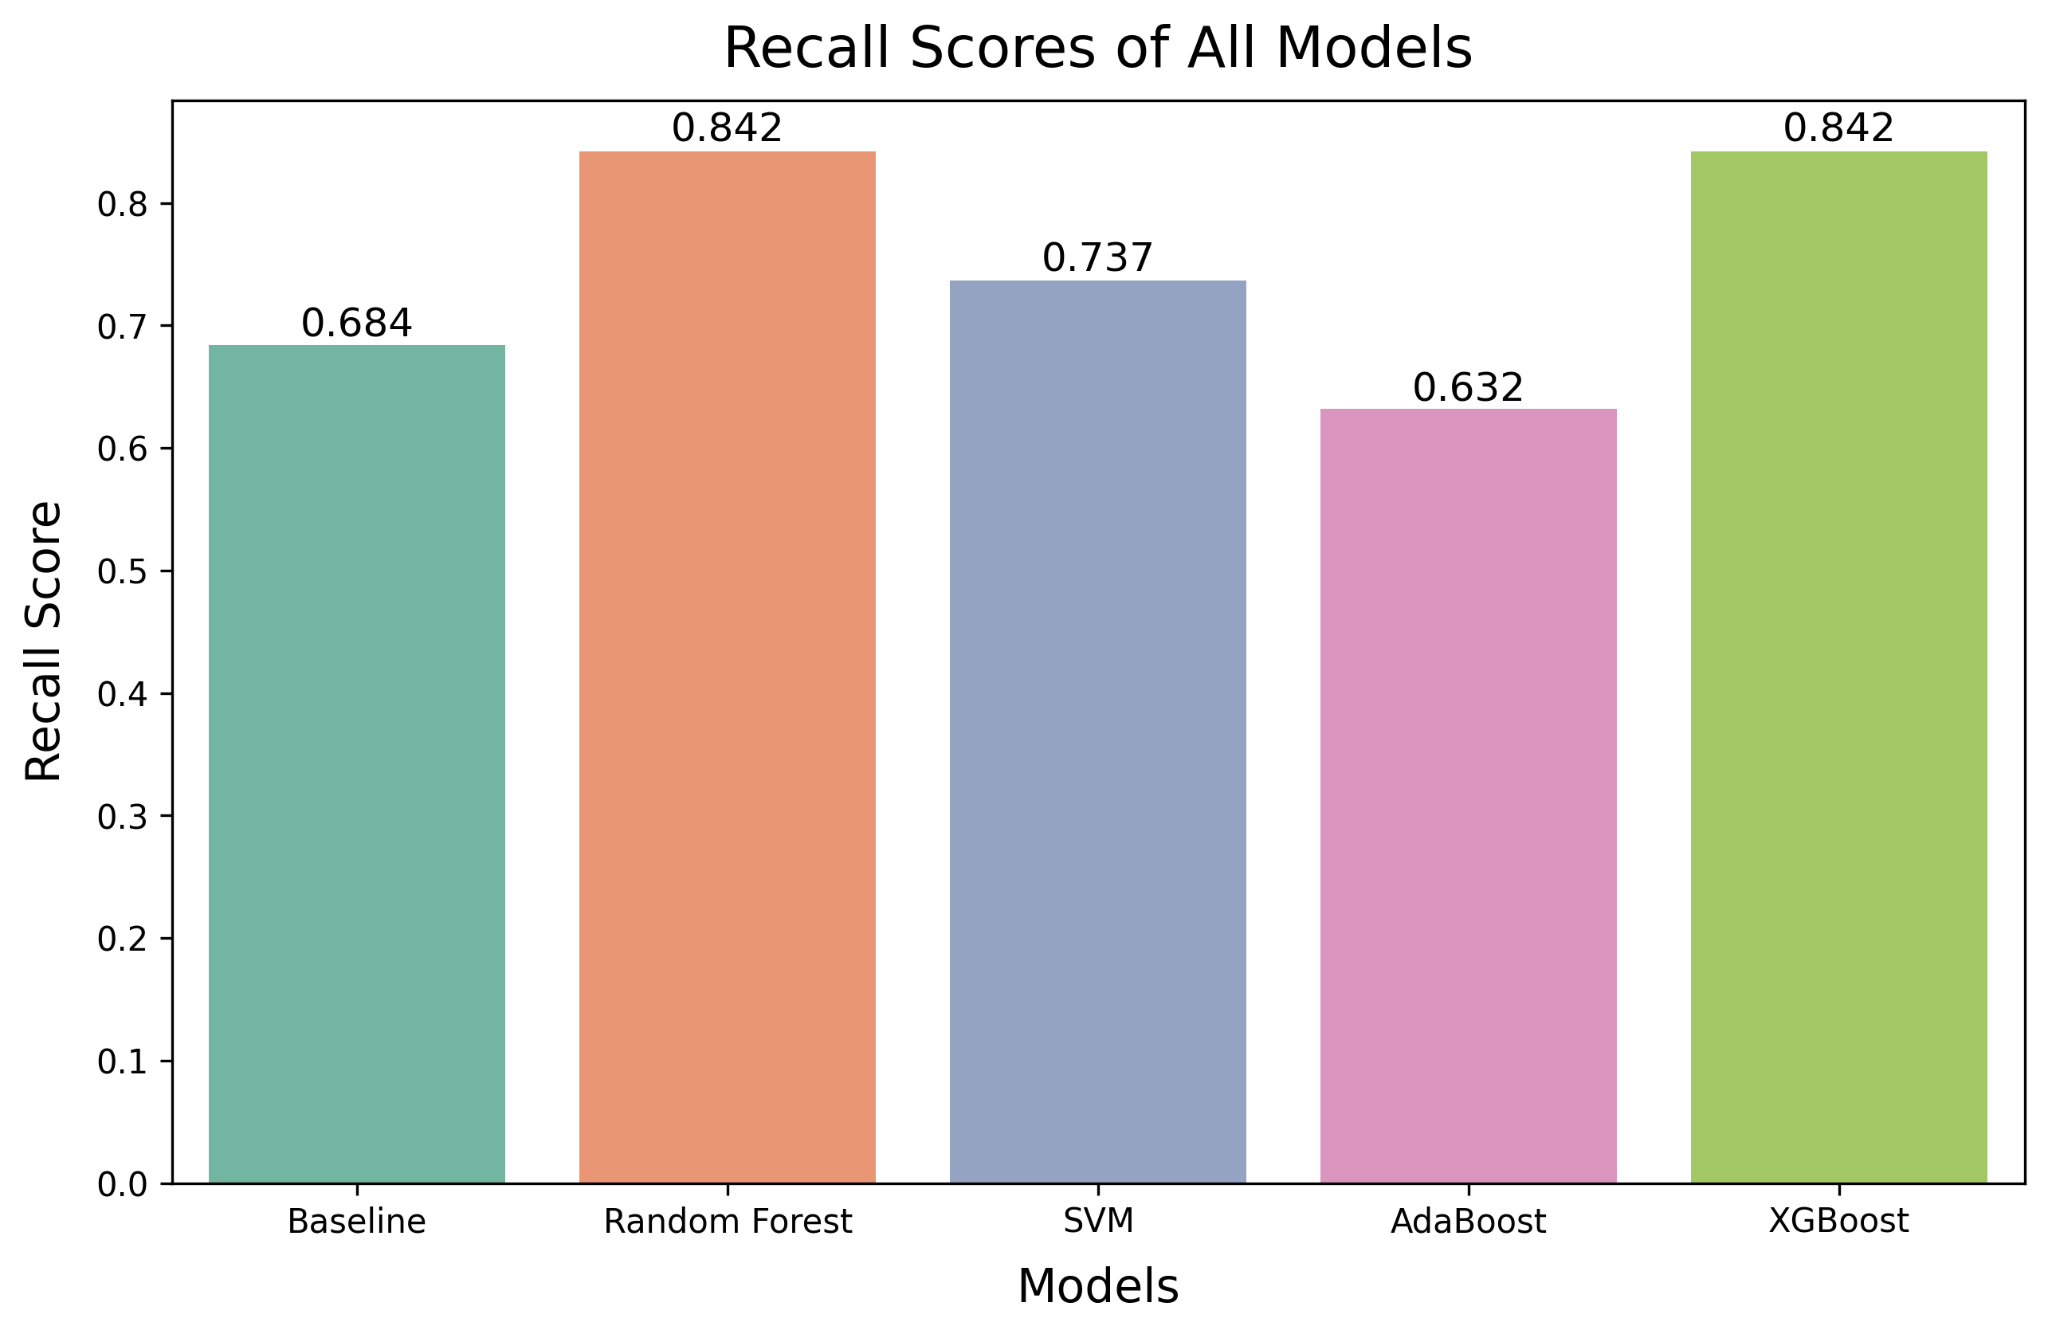 Recall Scores of All Models
0.842
0.842
0.737
0.684
0.632
Recall Score
0.8
0.7
0.6
0.5
0.4
0.3
0.2
0.1
0.0
Baseline
Random Forest
SVM
AdaBoost
XGBoost
Models